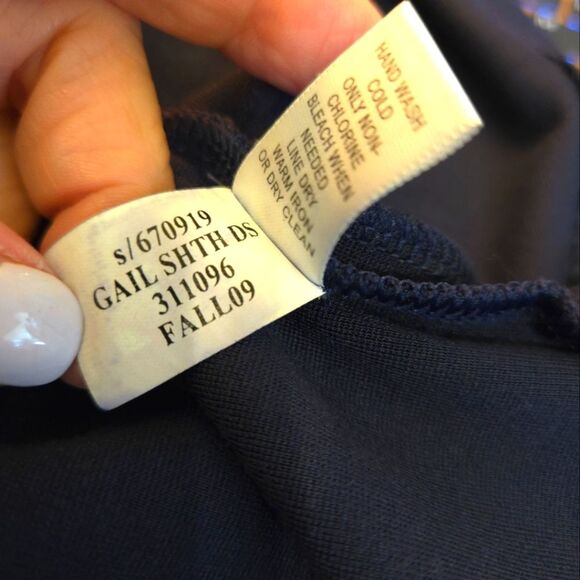 s/670919
GAIL SHTH DS
311096
FALL09
HAND WASH
COLD
ONLY NON-
CHLORINE
BLEACH WHEN
NEEDED
LINE DRY
WARM IRON
OR DRY CLEAN